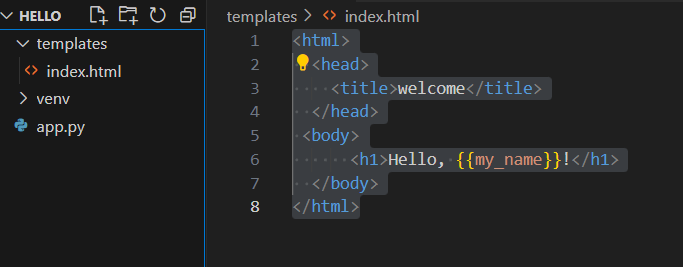 HELLO
templates
index.html
venv
app.py
templates > index.html
1 <html>
2 <head>
3 <title>welcome</title>
4 </head>
5 <body>
6 <h1>Hello, {{my_name}}!</h1>
7 </body>
8 </html>